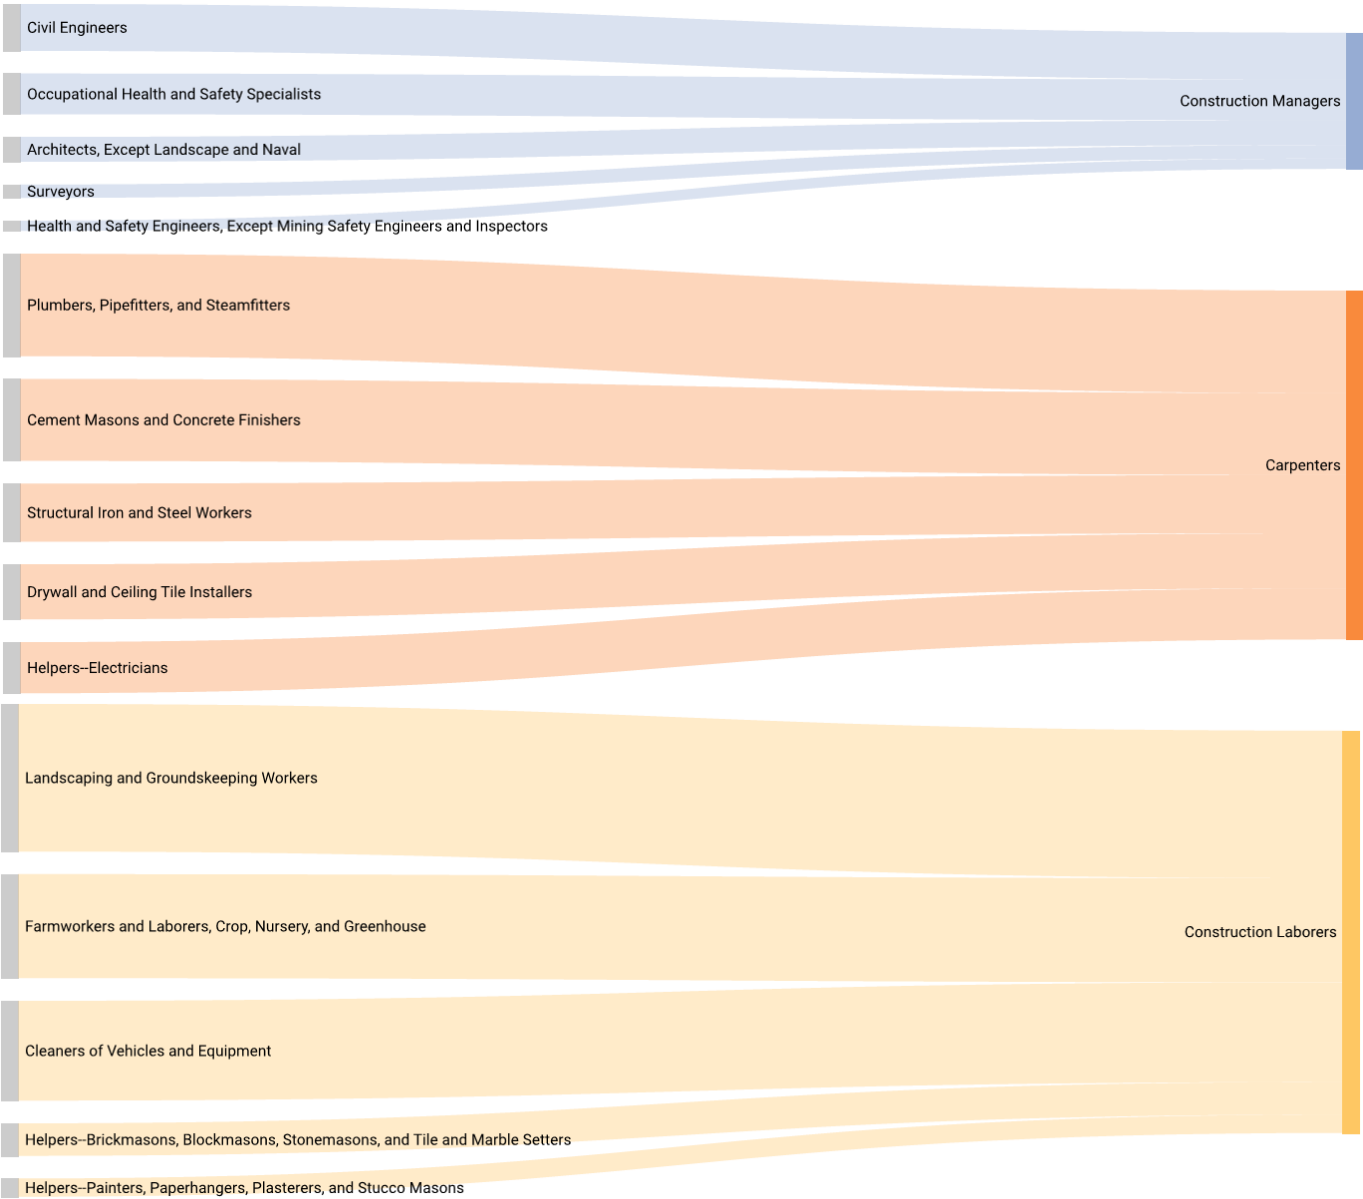 Civil Engineers
Occupational Health and Safety Specialists
Construction Managers
Architects, Except Landscape and Naval
Surveyors
Health and Safety Engineers, Except Mining Safety Engineers and Inspectors
Plumbers, Pipefitters, and Steamfitters
Cement Masons and Concrete Finishers
Carpenters
Structural Iron and Steel Workers
Drywall and Ceiling Tile Installers
Helpers--Electricians
Landscaping and Groundskeeping Workers
Farmworkers and Laborers, Crop, Nursery, and Greenhouse
Construction Laborers
Cleaners of Vehicles and Equipment
Helpers--Brickmasons, Blockmasons, Stonemasons, and Tile and Marble Setters
Helpers--Painters, Paperhangers, Plasterers, and Stucco Masons